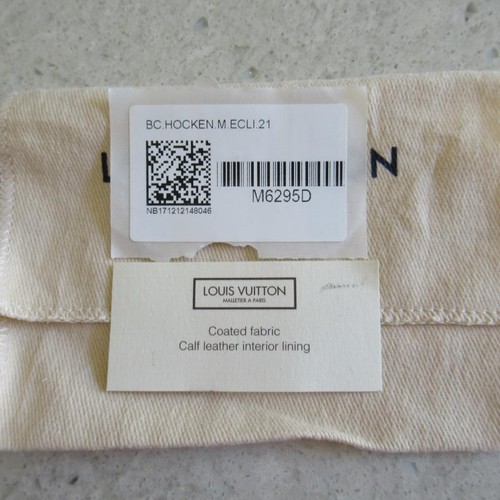 BC.HOCKEN.M.ECLI.21
M6295D
NB171212148046
L N
LOUIS VUITTON
MALLETIER A PARIS
Coated fabric
Calf leather interior lining